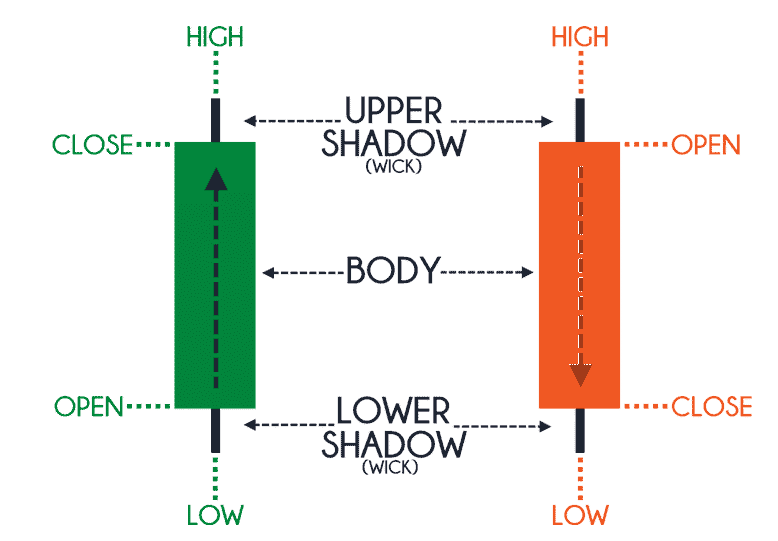 HIGH
HIGH
UPPER
SHADOW
(WICK)
CLOSE
OPEN
BODY
OPEN
CLOSE
LOWER
SHADOW
(WICK)
LOW
LOW